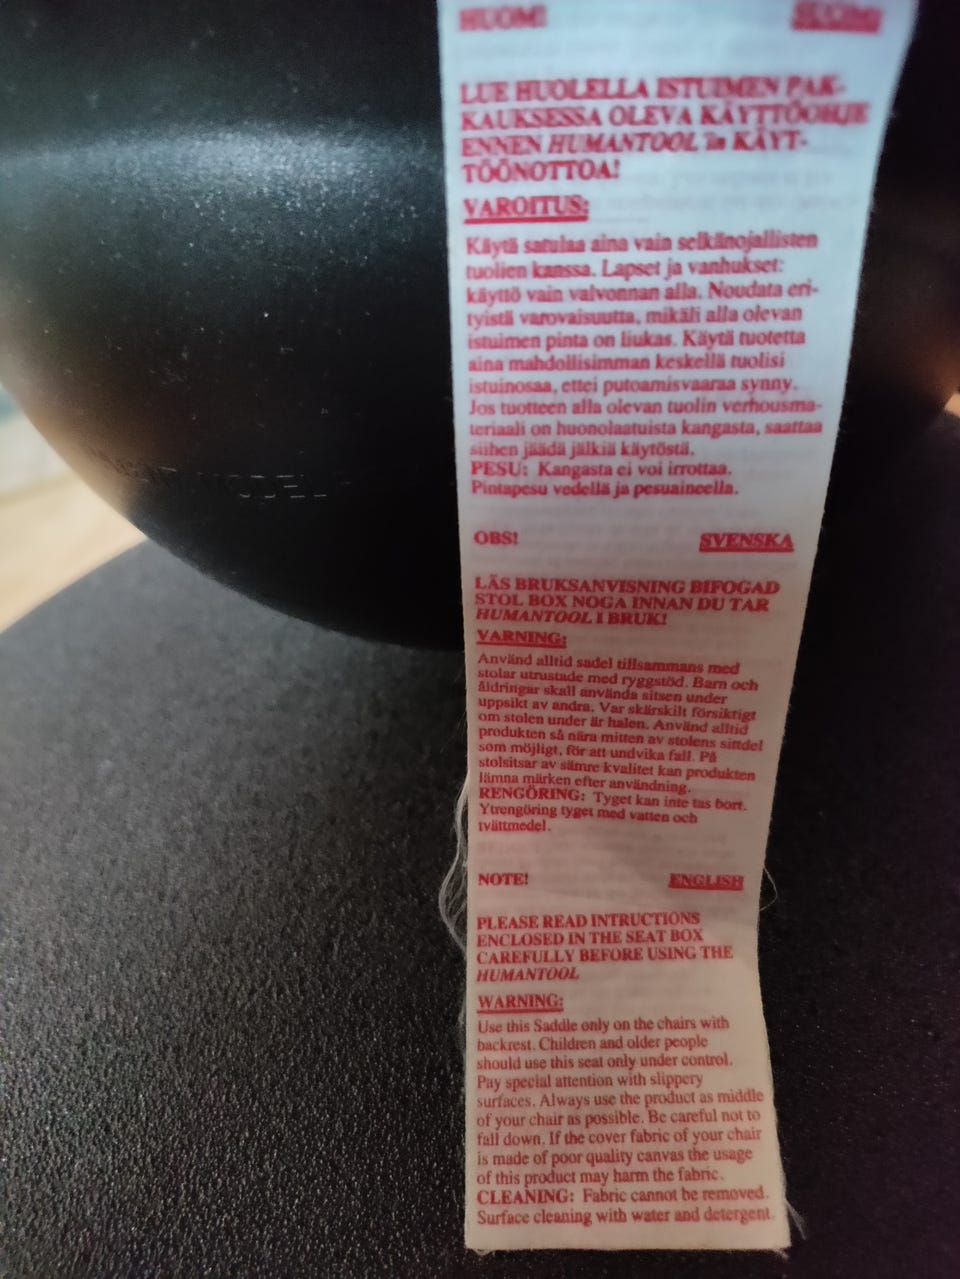 HUOM!
SUOMI
LUE HUOLELLA ISTUIMEN PAK-
KAUKSESSA OLEVA KÄYTTÖOHJE
ENNEN HUMANTOOL'in KÄYT-
TÖÖNOTTOA!
VAROITUS:
Käytä satulaa aina vain selkänojallisten
tuolien kanssa. Lapset ja vanhukset:
käyttö vain valvonnan alla. Noudata eri-
tyistä varovaisuutta, mikäli alla olevan
istuimen pinta on liukas. Käytä tuotetta
aina mahdollisimman keskellä tuolisi
istuinosaa, ettei putoamisvaaraa synny.
Jos tuotteen alla olevan tuolin verhousma-
teriaali on huonolaatuista kangasta, saattaa
siihen jäädä jälkiä käytöstä.
PESU: Kangasta ei voi irrottaa.
Pintapesu vedellä ja pesuaineella.
OBS!
SVENSKA
LÄS BRUKSANVISNING BIFOGAD
STOL BOX NOGA INNAN DU TAR
HUMANTOOL I BRUK!
VARNING:
Använd alltid sadel tillsammans med
stolar utrustade med ryggstöd. Barn och
åldringar skall använda sitsen under
uppsikt av andra. Var skärskilt försiktigt
om stolen under är halen. Använd alltid
produkten så nära mitten av stolens sittdel
som möjligt, för att undvika fall. På
stolsitsar av sämre kvalitet kan produkten
lämna märken efter användning.
RENGÖRING: Tyget kan inte tas bort.
Ytrengöring tyget med vatten och
tvättmedel.
NOTE!
ENGLISH
PLEASE READ INTRUCTIONS
ENCLOSED IN THE SEAT BOX
CAREFULLY BEFORE USING THE
HUMANTOOL
WARNING:
Use this Saddle only on the chairs with
backrest. Children and older people
should use this seat only under control.
Pay special attention with slippery
surfaces. Always use the product as middle
of your chair as possible. Be careful not to
fall down. If the cover fabric of your chair
is made of poor quality canvas the usage
of this product may harm the fabric.
CLEANING: Fabric cannot be removed.
Surface cleaning with water and detergent.